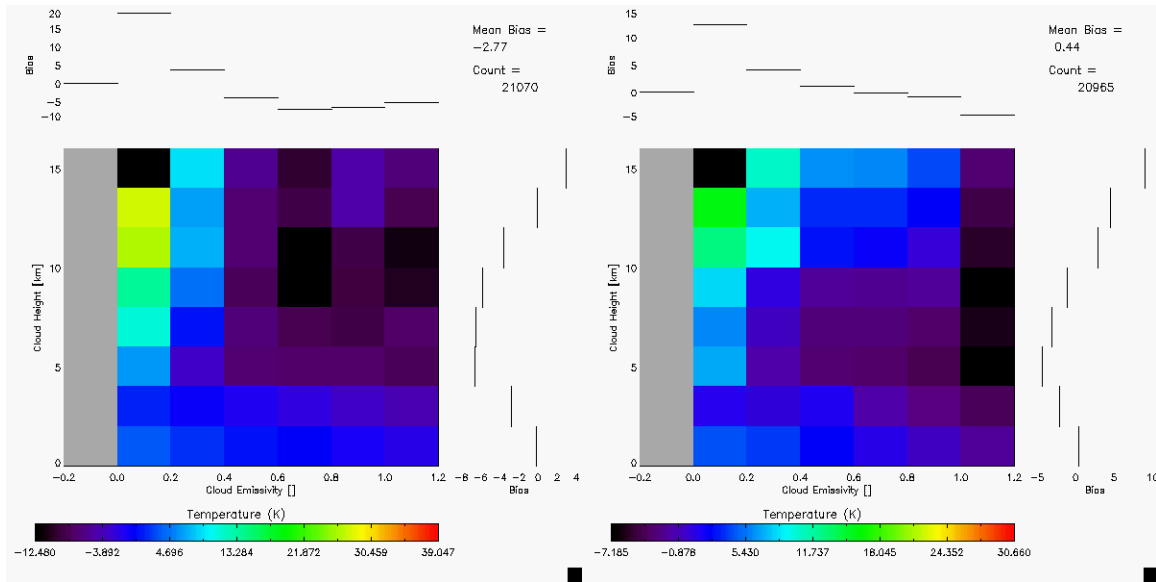 20
15
10
5
0
−5
−10
Bias
Mean Bias =
−2.77
Count =
21070
15
10
5
0
Cloud Height [km]
−0.2 0.0 0.2 0.4 0.6 0.8 1.0 1.2
Cloud Emissivity []
−8 −6 −4 −2 0 2 4
Bias
Temperature (K)
−12.480 −3.892 4.696 13.284 21.872 30.459 39.047
15
10
5
0
−5
Bias
Mean Bias =
0.44
Count =
20965
15
10
5
0
Cloud Height [km]
−0.2 0.0 0.2 0.4 0.6 0.8 1.0 1.2
Cloud Emissivity []
−5 0 5 10
Bias
Temperature (K)
−7.185 −0.878 5.430 11.737 18.045 24.352 30.660